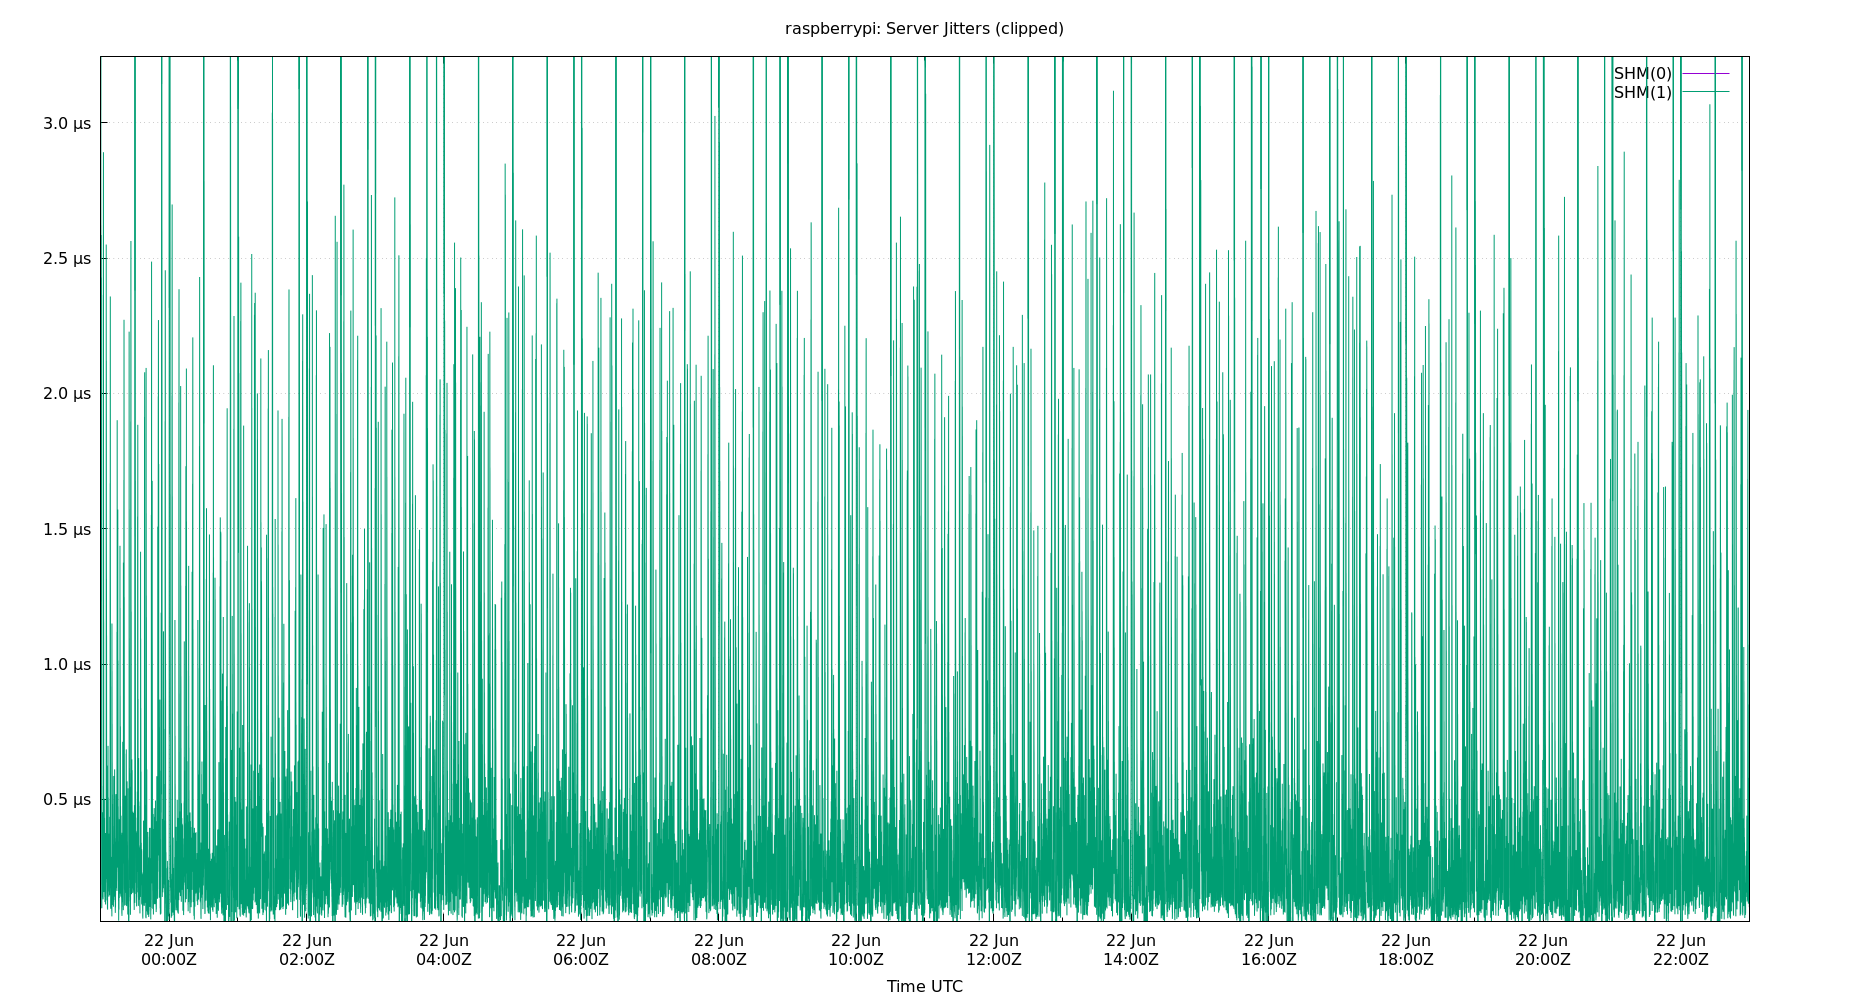 raspberrypi: Server Jitters (clipped)
SHM(0)
SHM(1)
3.0 µs
2.5 µs
2.0 µs
1.5 µs
1.0 µs
0.5 µs
22 Jun 22 Jun 22 Jun 22 Jun 22 Jun 22 Jun 22 Jun 22 Jun 22 Jun 22 Jun 22 Jun 22 Jun
00:00Z 02:00Z 04:00Z 06:00Z 08:00Z 10:00Z 12:00Z 14:00Z 16:00Z 18:00Z 20:00Z 22:00Z
Time UTC